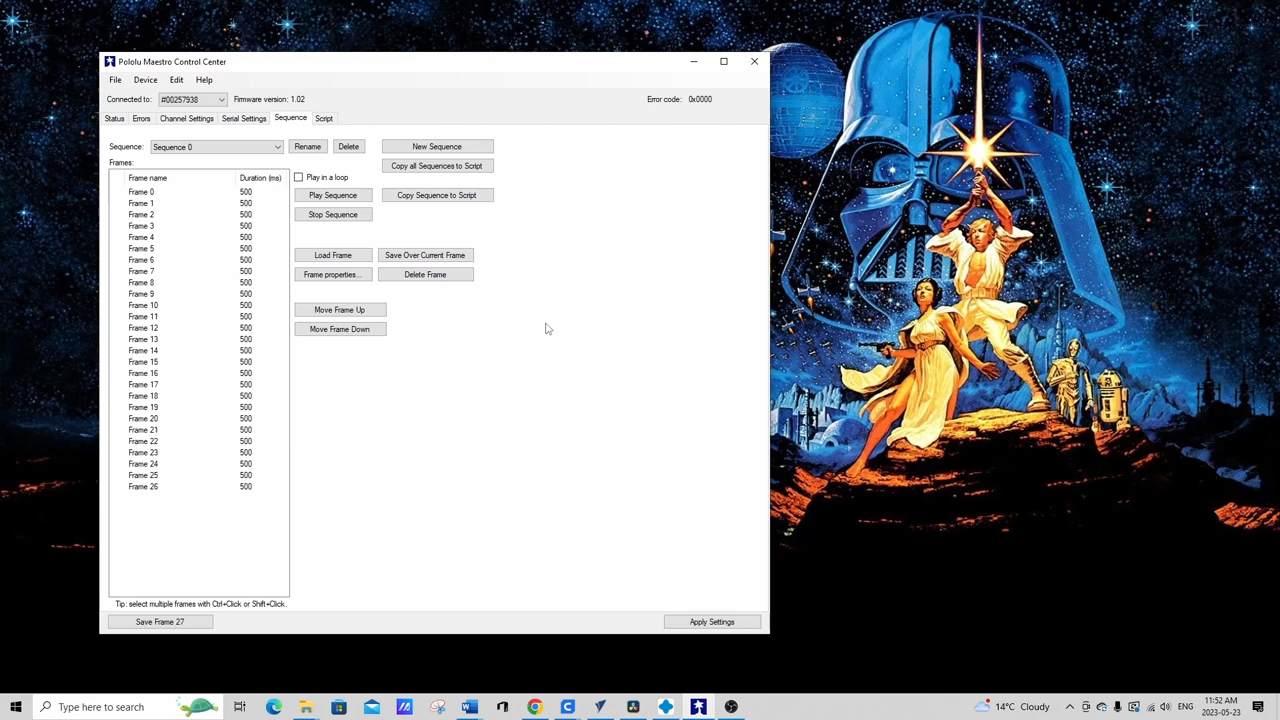 Pololu Maestro Control Center
File Device Edit Help
Connected to: #00257938 Firmware version: 1.02 Error code: 0x0000
Status Errors Channel Settings Serial Settings Sequence Script
Sequence: Sequence 0 Rename Delete New Sequence
Frames: Copy all Sequences to Script
Frame name Duration (ms) Play in a loop
Frame 0 500 Play Sequence Copy Sequence to Script
Frame 1 500
Frame 2 500 Stop Sequence
Frame 3 500
Frame 4 500
Frame 5 500 Load Frame Save Over Current Frame
Frame 6 500
Frame 7 500 Frame properties... Delete Frame
Frame 8 500
Frame 9 500
Frame 10 500 Move Frame Up
Frame 11 500
Frame 12 500 Move Frame Down
Frame 13 500
Frame 14 500
Frame 15 500
Frame 16 500
Frame 17 500
Frame 18 500
Frame 19 500
Frame 20 500
Frame 21 500
Frame 22 500
Frame 23 500
Frame 24 500
Frame 25 500
Frame 26 500
Tip: select multiple frames with Ctrl+Click or Shift+Click.
Save Frame 27 Apply Settings
Type here to search 14°C Cloudy ENG 11:52 AM
2023-05-23